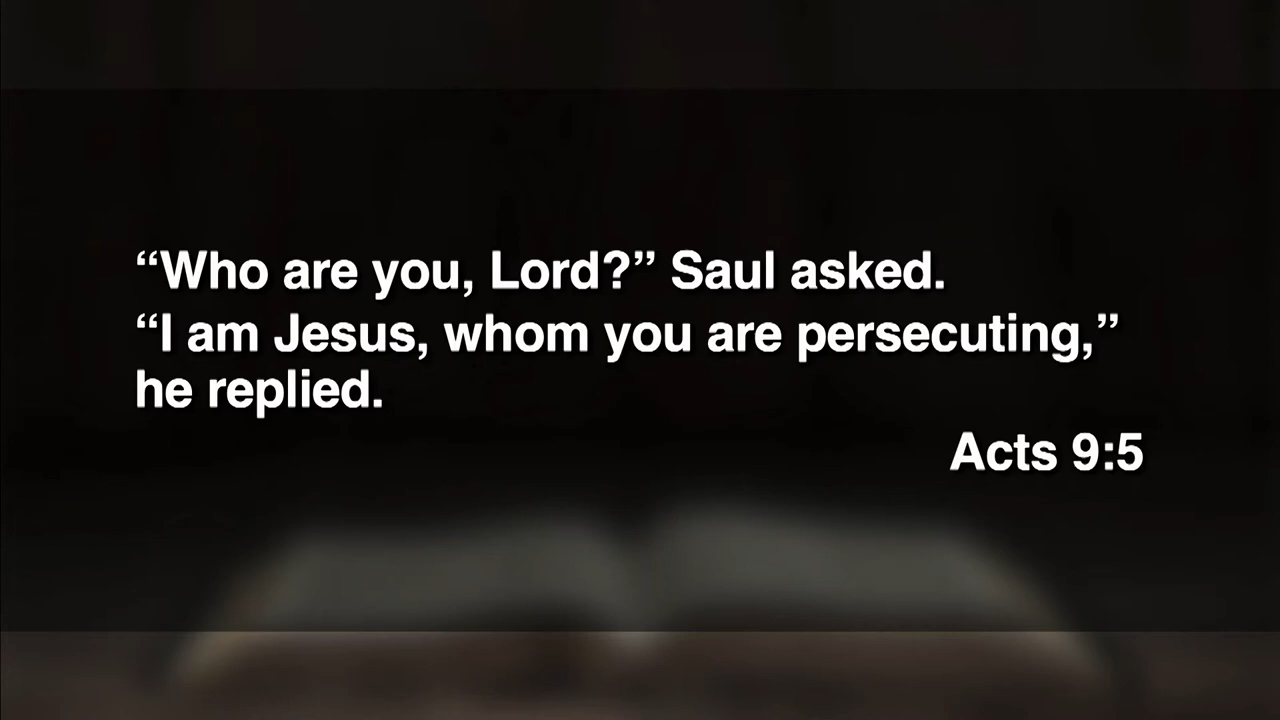 “Who are you, Lord?” Saul asked.
“I am Jesus, whom you are persecuting,”
he replied.
Acts 9:5